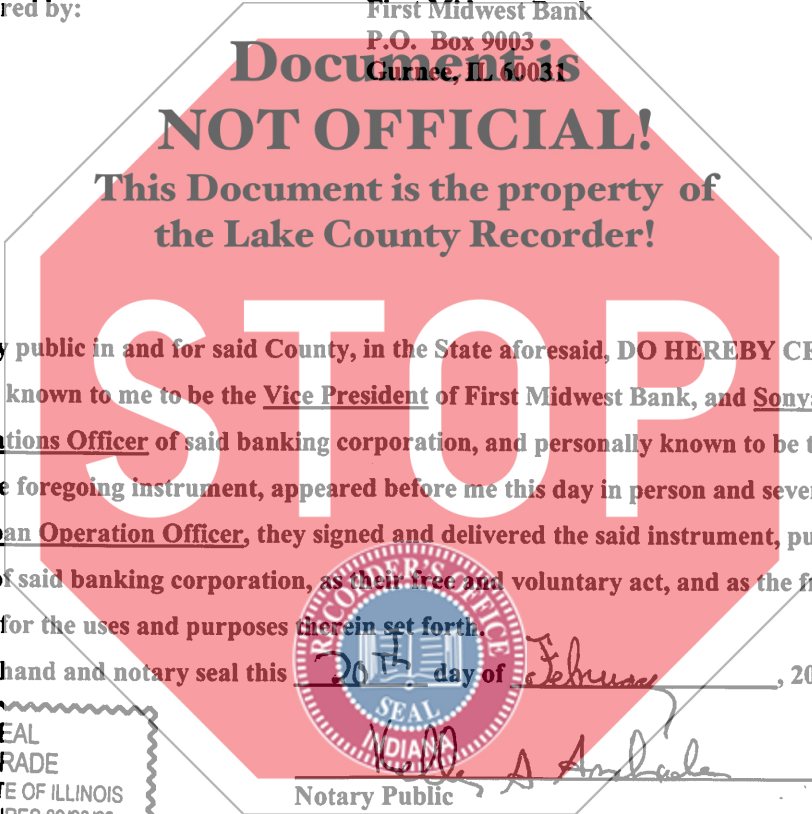 red by:
First Midwest Bank
P.O. Box 9003
Gurnee, IL 60031
Document is
NOT OFFICIAL!
This Document is the property of
the Lake County Recorder!
STOP
y public in and for said County, in the State aforesaid, DO HEREBY CE
known to me to be the Vice President of First Midwest Bank, and Sony
ations Officer of said banking corporation, and personally known to be t
e foregoing instrument, appeared before me this day in person and sever
an Operation Officer, they signed and delivered the said instrument, pu
f said banking corporation, as their free and voluntary act, and as the fr
for the uses and purposes therein set forth.
hand and notary seal this 20th day of February, 20
RECORDER'S OFFICE
SEAL
INDIANA
EAL
RADE
TE OF ILLINOIS
Notary Public